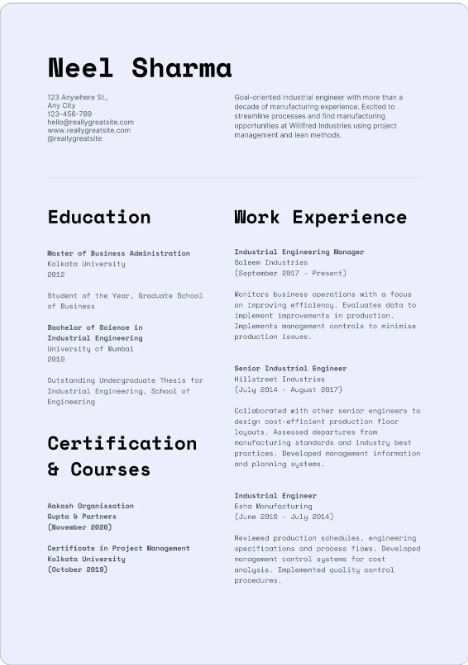 Neel Sharma
123 Anywhere St.,
Any City
123-456-789
hello@reallygreatsite.com
www.reallygreatsite.com
@reallygreatsite
Goal-oriented industrial engineer with more than a
decade of manufacturing experience. Excited to
streamline processes and find manufacturing
opportunities at Willfred Industries using project
management and lean methods.
Education
Master of Business Administration
Kolkata University
2012
Student of the Year, Graduate School
of Business
Bachelor of Science in
Industrial Engineering
University of Mumbai
2010
Outstanding Undergraduate Thesis for
Industrial Engineering, School of
Engineering
Certification
& Courses
Aakash Organisation
Gupta & Partners
(November 2020)
Certificate in Project Management
Kolkata University
(October 2019)
Work Experience
Industrial Engineering Manager
Saleem Industries
(September 2017 - Present)
Monitors business operations with a focus
on improving efficiency. Evaluates data to
implement improvements in production.
Implements management controls to minimise
production issues.
Senior Industrial Engineer
Hillstreet Industries
(July 2014 - August 2017)
Collaborated with other senior engineers to
design cost-efficient production floor
layouts. Assessed departures from
manufacturing standards and industry best
practices. Developed management information
and planning systems.
Industrial Engineer
Esha Manufacturing
(June 2010 - July 2014)
Reviewed production schedules, engineering
specifications and process flows. Developed
management control systems for cost
analysis. Implemented quality control
procedures.